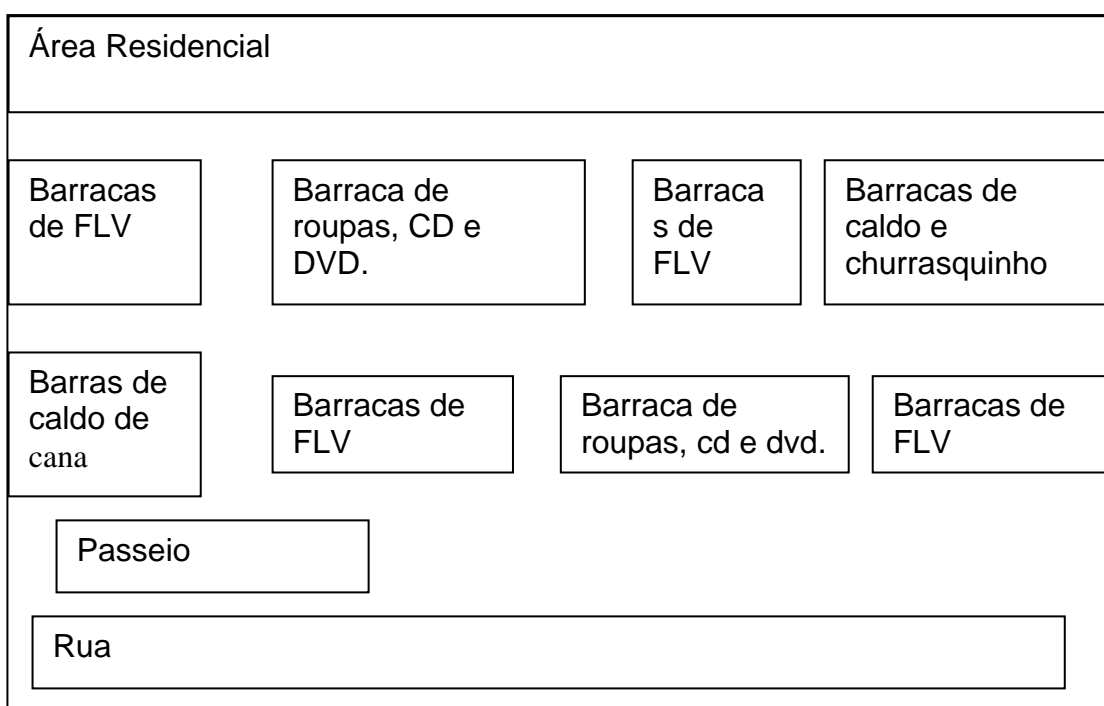 Área Residencial
Barracas
de FLV
Barraca de
roupas, CD e
DVD.
Barraca
s de
FLV
Barracas de
caldo e
churrasquinho
Barras de
caldo de
cana
Barracas de
FLV
Barraca de
roupas, cd e dvd.
Barracas de
FLV
Passeio
Rua